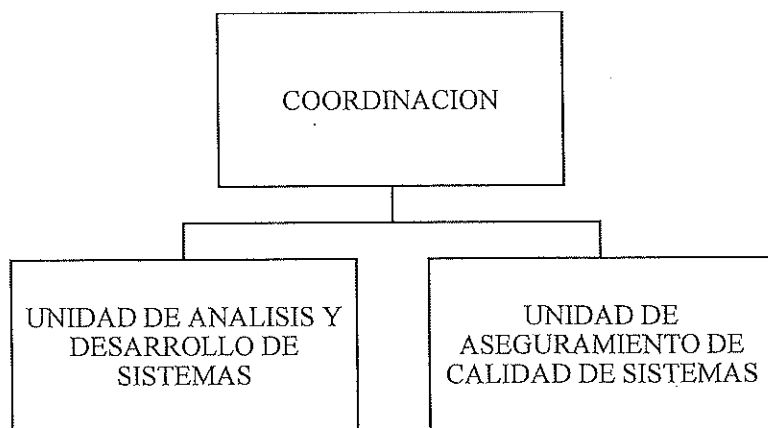 COORDINACION
UNIDAD DE ANALISIS Y
DESARROLLO DE
SISTEMAS
UNIDAD DE
ASEGURAMIENTO DE
CALIDAD DE SISTEMAS